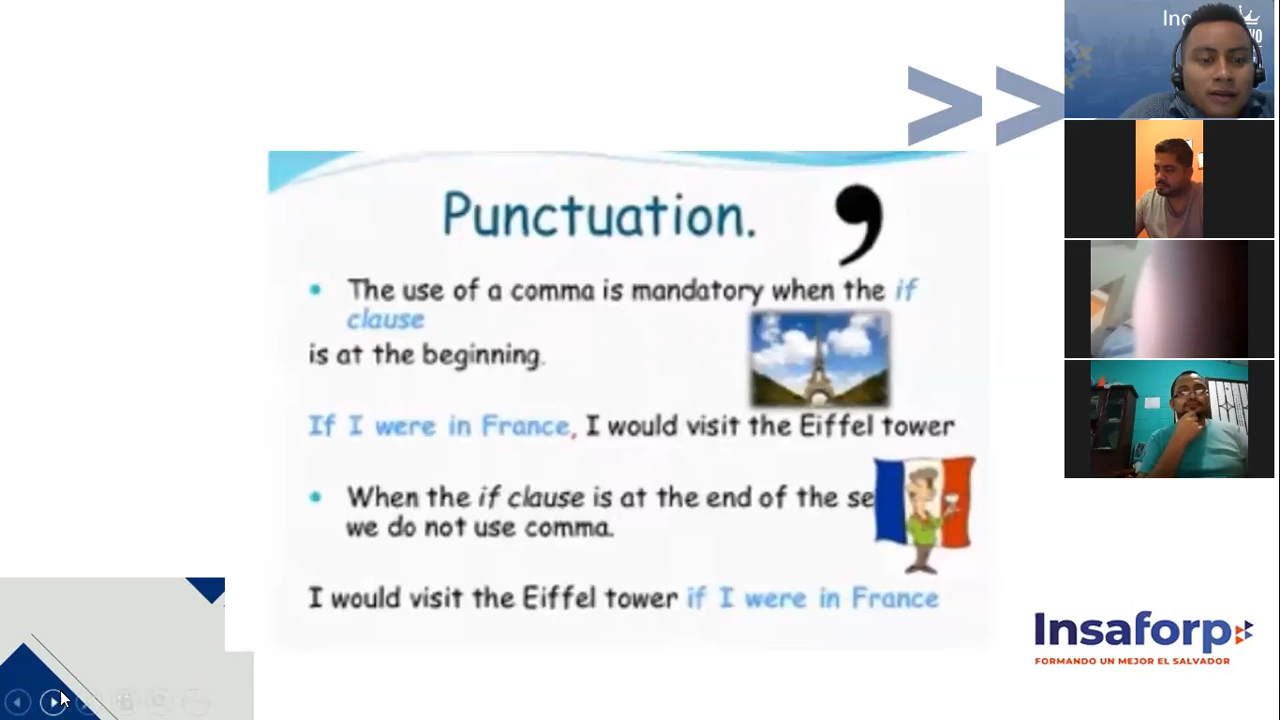 Punctuation.
• The use of a comma is mandatory when the if
clause
is at the beginning.
If I were in France, I would visit the Eiffel tower
• When the if clause is at the end of the se
we do not use comma.
I would visit the Eiffel tower if I were in France
Insaforp
FORMANDO UN MEJOR EL SALVADOR